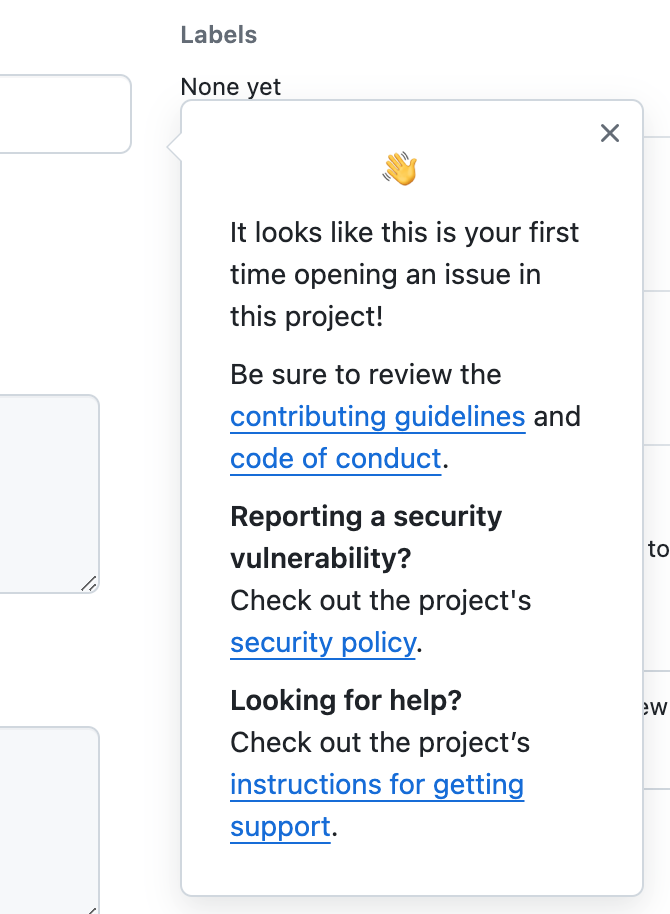 Labels
None yet
It looks like this is your first
time opening an issue in
this project!
Be sure to review the
contributing guidelines and
code of conduct.
Reporting a security
vulnerability?
Check out the project's
security policy.
Looking for help?
Check out the project’s
instructions for getting
support.
to